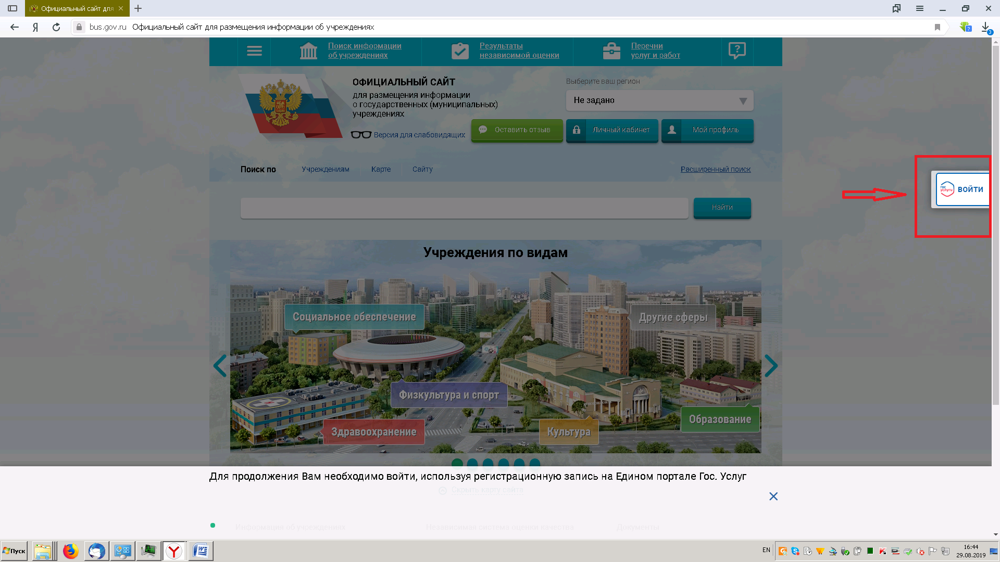 Официальный сайт для
bus.gov.ru Официальный сайт для размещения информации об учреждениях
Поиск информации
об учреждениях
Результаты
независимой оценки
Перечни
услуг и работ
ОФИЦИАЛЬНЫЙ САЙТ
для размещения информации
о государственных (муниципальных)
учреждениях
Версия для слабовидящих
Выберите ваш регион
Не задано
Оставить отзыв
Личный кабинет
Мой профиль
Поиск по
Учреждениям
Карте
Сайту
Расширенный поиск
гос
услуги
ВОЙТИ
Найти
Учреждения по видам
Социальное обеспечение
Другие сферы
Физкультура и спорт
Образование
Здравоохранение
Культура
Для продолжения Вам необходимо войти, используя регистрационную запись на Едином портале Гос. Услуг
Скрыть карту сайта
Информация об учреждениях
Независимая система оценки качества
Документы
Пуск
EN
16:44
29.08.2019